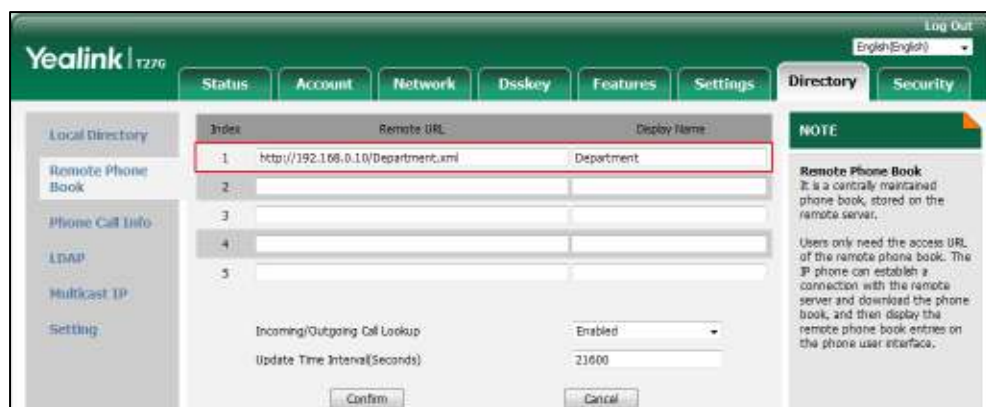 Log Out
Yealink T27G
English(English)
Status Account Network Dsskey Features Settings Directory Security
Local Directory
Remote Phone Book
Phone Call Info
LDAP
Multicast IP
Setting
Index Remote URL Display Name
1 http://192.168.0.10/Department.xml Department
2
3
4
5
Incoming/Outgoing Call Lookup Enabled
Update Time Interval(Seconds) 21600
Confirm Cancel
NOTE
Remote Phone Book
It is a centrally maintained
phone book, stored on the
remote server.
Users only need the access URL
of the remote phone book. The
IP phone can establish a
connection with the remote
server and download the phone
book, and then display the
remote phone book entries on
the phone user interface.